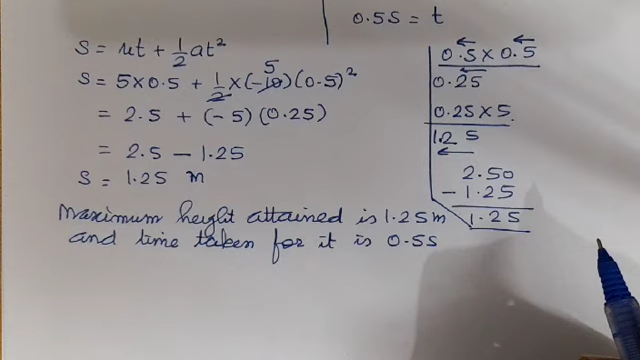 0.5s = t
s = ut + 1/2 at²
s = 5 × 0.5 + 1/2 × (-10) (0.5)²
5
= 2.5 + (-5) (0.25)
= 2.5 - 1.25
s = 1.25 m
Maximum height attained is 1.25m
and time taken for it is 0.5s
0.5 × 0.5
0.25
0.25 × 5
1.25
2.50
- 1.25
1.25